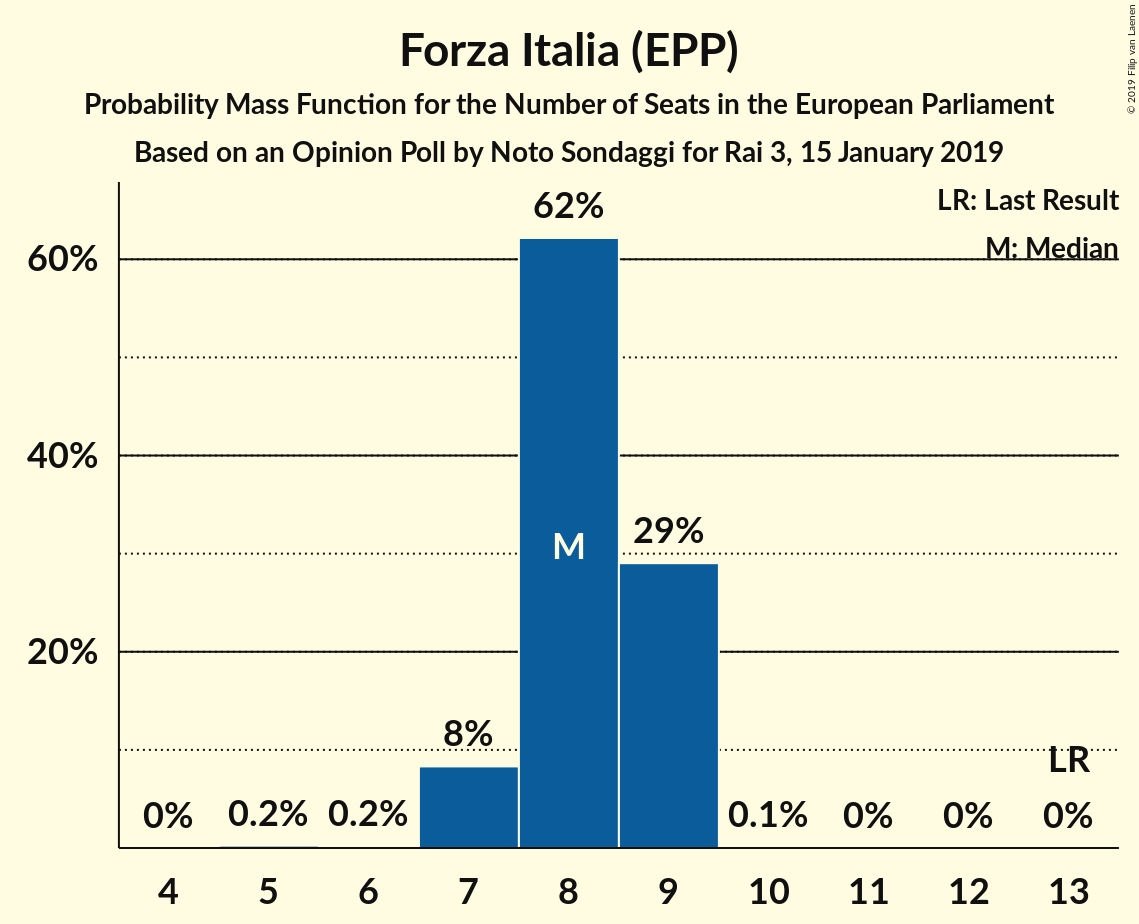 Forza Italia (EPP)
Probability Mass Function for the Number of Seats in the European Parliament
Based on an Opinion Poll by Noto Sondaggi for Rai 3, 15 January 2019
© 2019 Filip van Laenen
LR: Last Result
M: Median
62%
60%
40%
29%
M
20%
8%
LR
0% 0.2% 0.2% 0.1% 0% 0% 0%
4 5 6 7 8 9 10 11 12 13